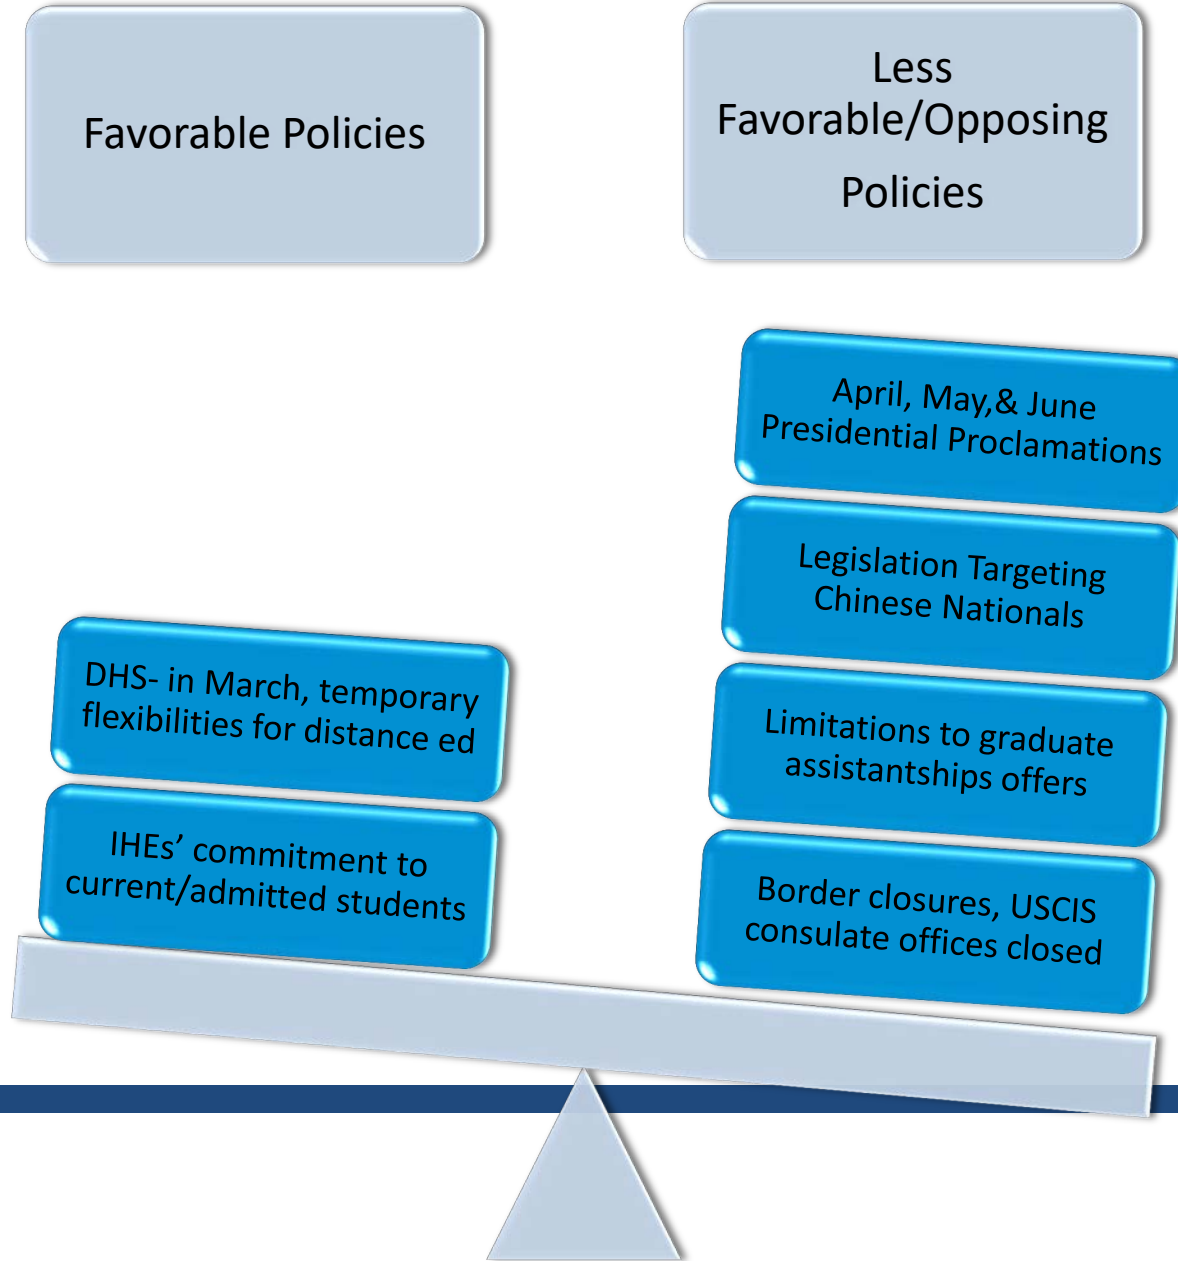 Favorable Policies
Less
Favorable/Opposing
Policies
April, May,& June
Presidential Proclamations
Legislation Targeting
Chinese Nationals
Limitations to graduate
assistantships offers
Border closures, USCIS
consulate offices closed
DHS- in March, temporary
flexibilities for distance ed
IHEs’ commitment to
current/admitted students